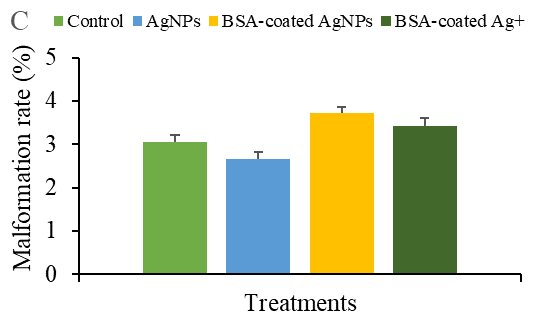 C
Control AgNPs BSA-coated AgNPs BSA-coated Ag+
Malformation rate (%)
5
4
3
2
1
0
Treatments